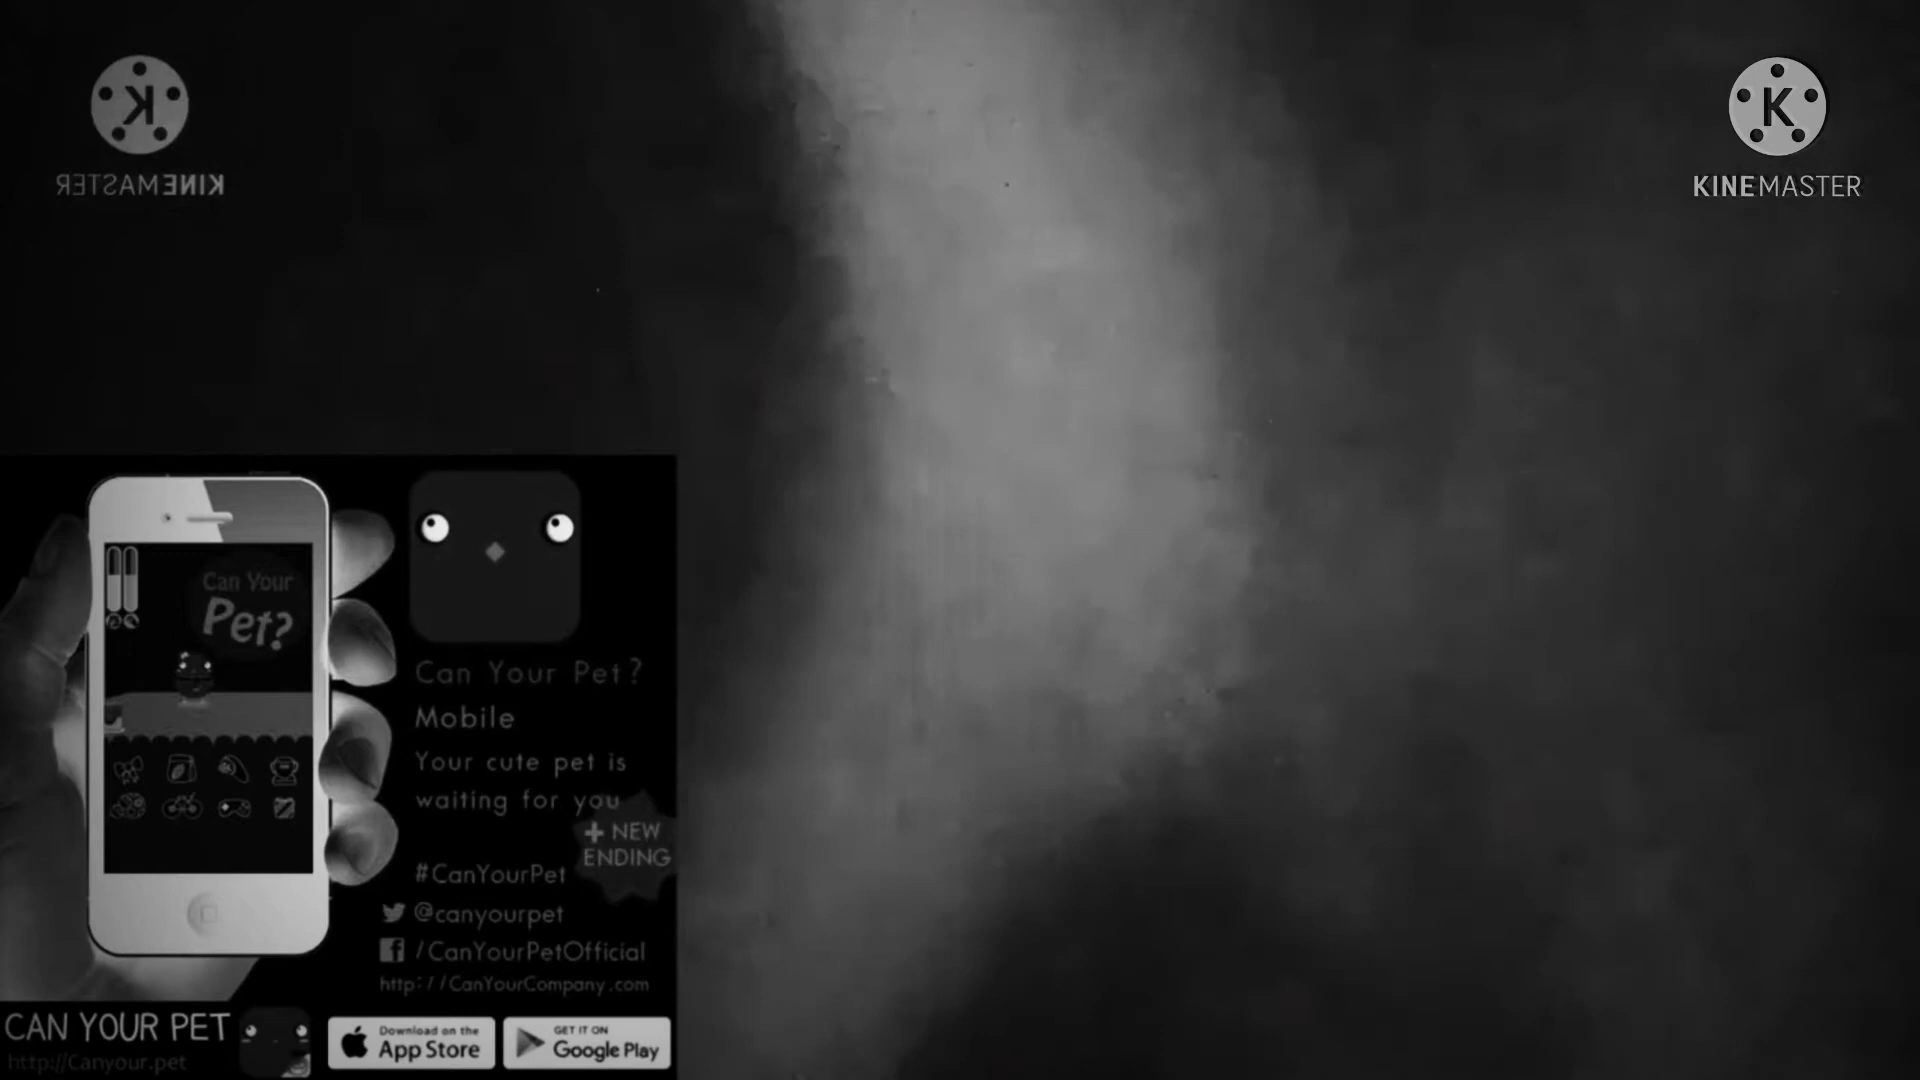 K
KINEMASTER
K
KINEMASTER
Can Your
Pet?
Can Your Pet?
Mobile
Your cute pet is
waiting for you
+ NEW
ENDING
#CanYourPet
@canyourpet
f /CanYourPetOfficial
http://CanYourCompany.com
CAN YOUR PET
http://Canyour.pet
Download on the
App Store
GET IT ON
Google Play